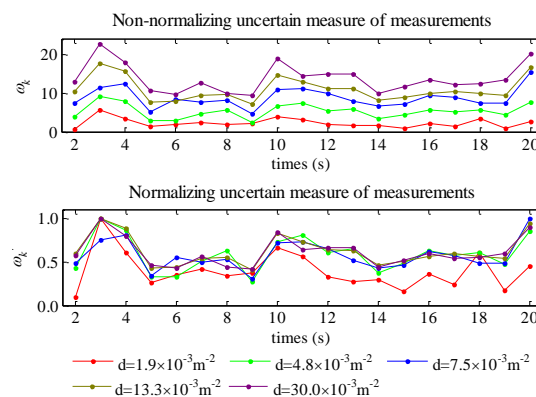 Non-normalizing uncertain measure of measurements
ωk
20
10
0
2 4 6 8 10 12 14 16 18 20
times (s)
Normalizing uncertain measure of measurements
ωk'
1.0
0.5
0.0
2 4 6 8 10 12 14 16 18 20
times (s)
d=1.9×10⁻³m⁻² d=4.8×10⁻³m⁻² d=7.5×10⁻³m⁻²
d=13.3×10⁻³m⁻² d=30.0×10⁻³m⁻²